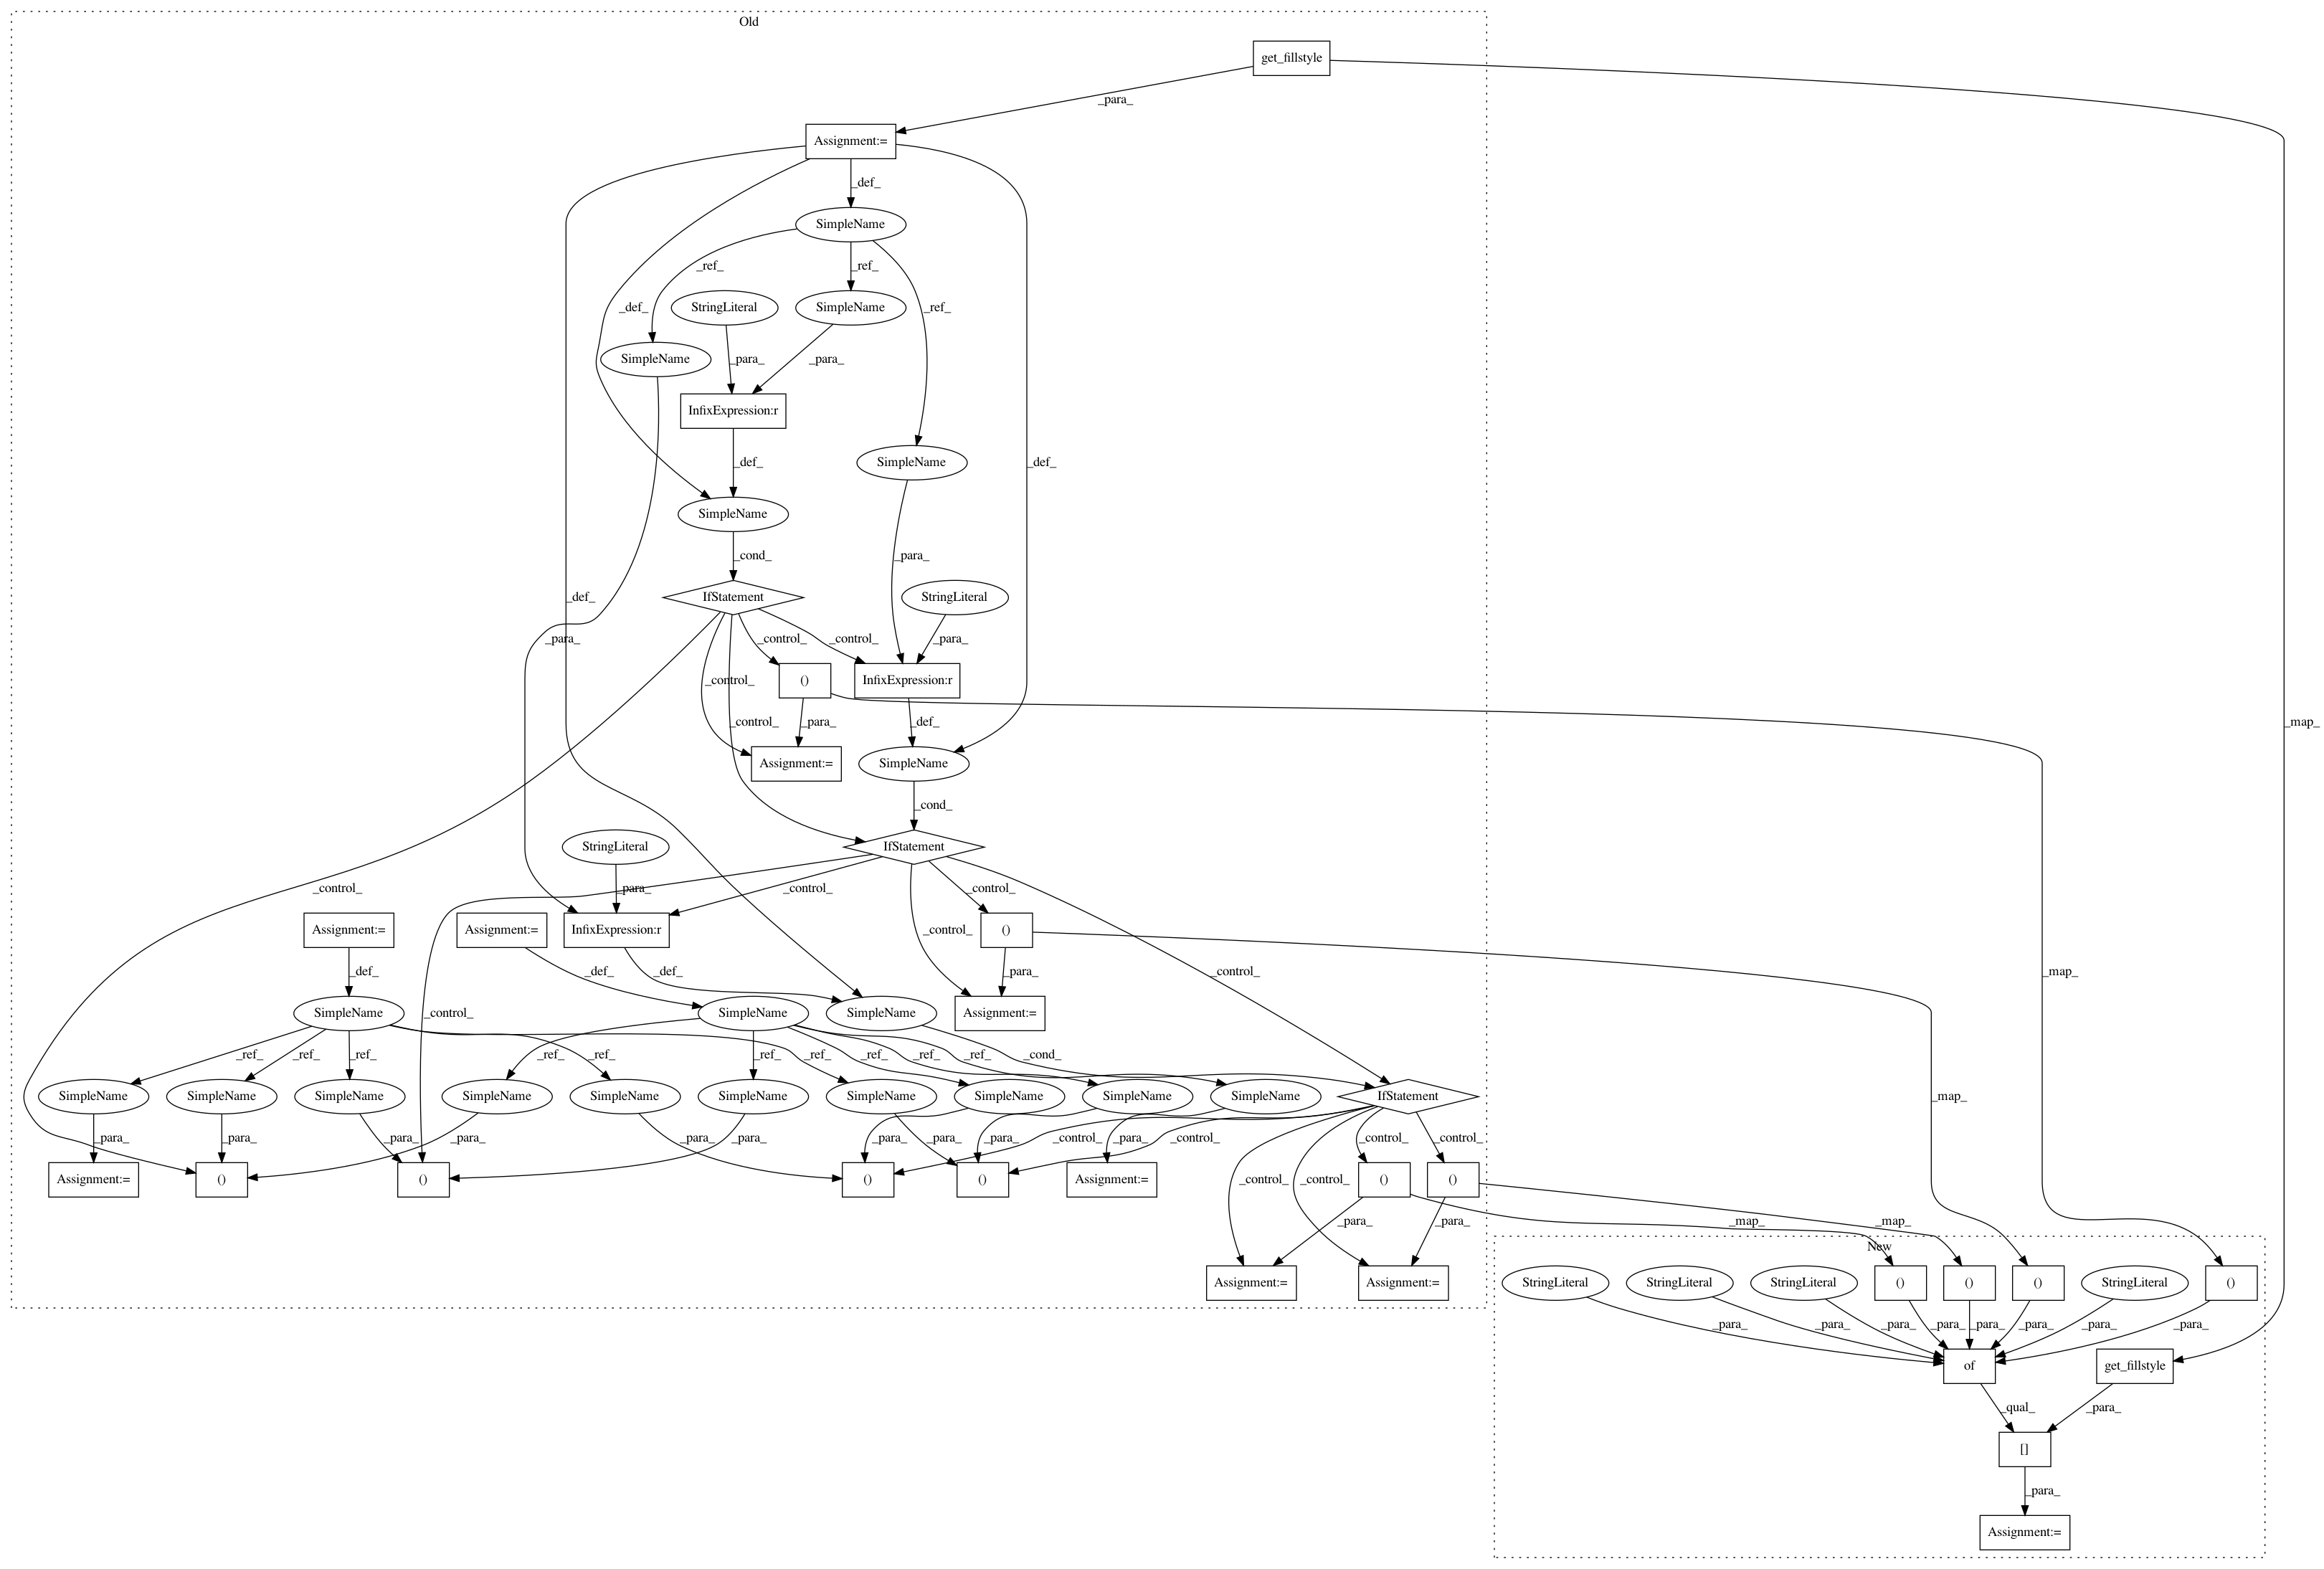 Old
get_fillstyle
_para_
Assignment:=
_def_
SimpleName
_ref_
_ref_
_def_
StringLiteral
SimpleName
_ref_
SimpleName
_para_
_para_
InfixExpression:r
_def_
SimpleName
_def_
SimpleName
_cond_
_para_
_def_
IfStatement
StringLiteral
_para_
_control_
_control_
_para_
_control_
()
InfixExpression:r
_control_
_para_
_def_
_map_
Assignment:=
SimpleName
_cond_
StringLiteral
IfStatement
_control_
_para_
_control_
_control_
Assignment:=
Assignment:=
InfixExpression:r
_control_
()
_def_
_def_
_def_
_para_
_control_
_map_
SimpleName
_control_
SimpleName
SimpleName
Assignment:=
_ref_
_ref_
_ref_
_ref_
_ref_
_ref_
_ref_
_ref_
_ref_
_ref_
_cond_
SimpleName
SimpleName
SimpleName
SimpleName
SimpleName
SimpleName
SimpleName
SimpleName
SimpleName
SimpleName
IfStatement
_map_
_para_
_para_
_para_
_para_
_para_
_para_
_para_
_para_
_para_
_control_
_para_
_control_
_control_
_control_
Assignment:=
()
()
()
()
Assignment:=
_control_
_control_
()
()
_para_
_para_
_map_
_map_
New
Assignment:=
Assignment:=
StringLiteral
StringLiteral
StringLiteral
()
()
()
StringLiteral
()
_para_
_para_
_para_
_para_
_para_
_para_
_para_
_para_
of
get_fillstyle
_qual_
_para_
[]
_para_
Assignment:=